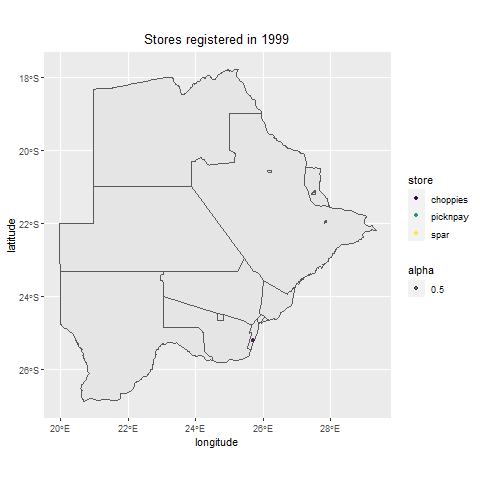 Stores registered in 1999
18°S
20°S
22°S
24°S
26°S
latitude
20°E
22°E
24°E
26°E
28°E
longitude
store
choppies
picknpay
spar
alpha
0.5